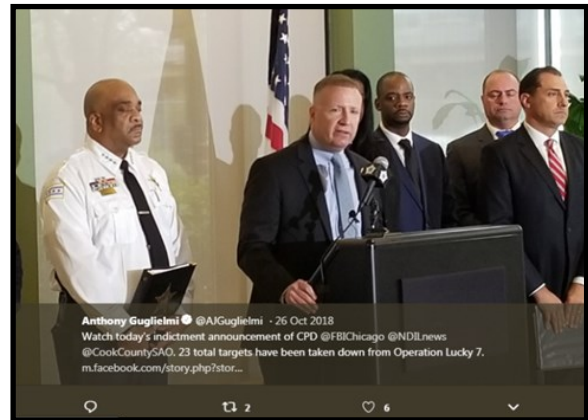 Anthony Guglielmi @AJGuglielmi · 26 Oct 2018
Watch today's indictment announcement of CPD @FBIChicago @NDILnews
@CookCountySAO. 23 total targets have been taken down from Operation Lucky 7.
m.facebook.com/story.php?stor...
2 6